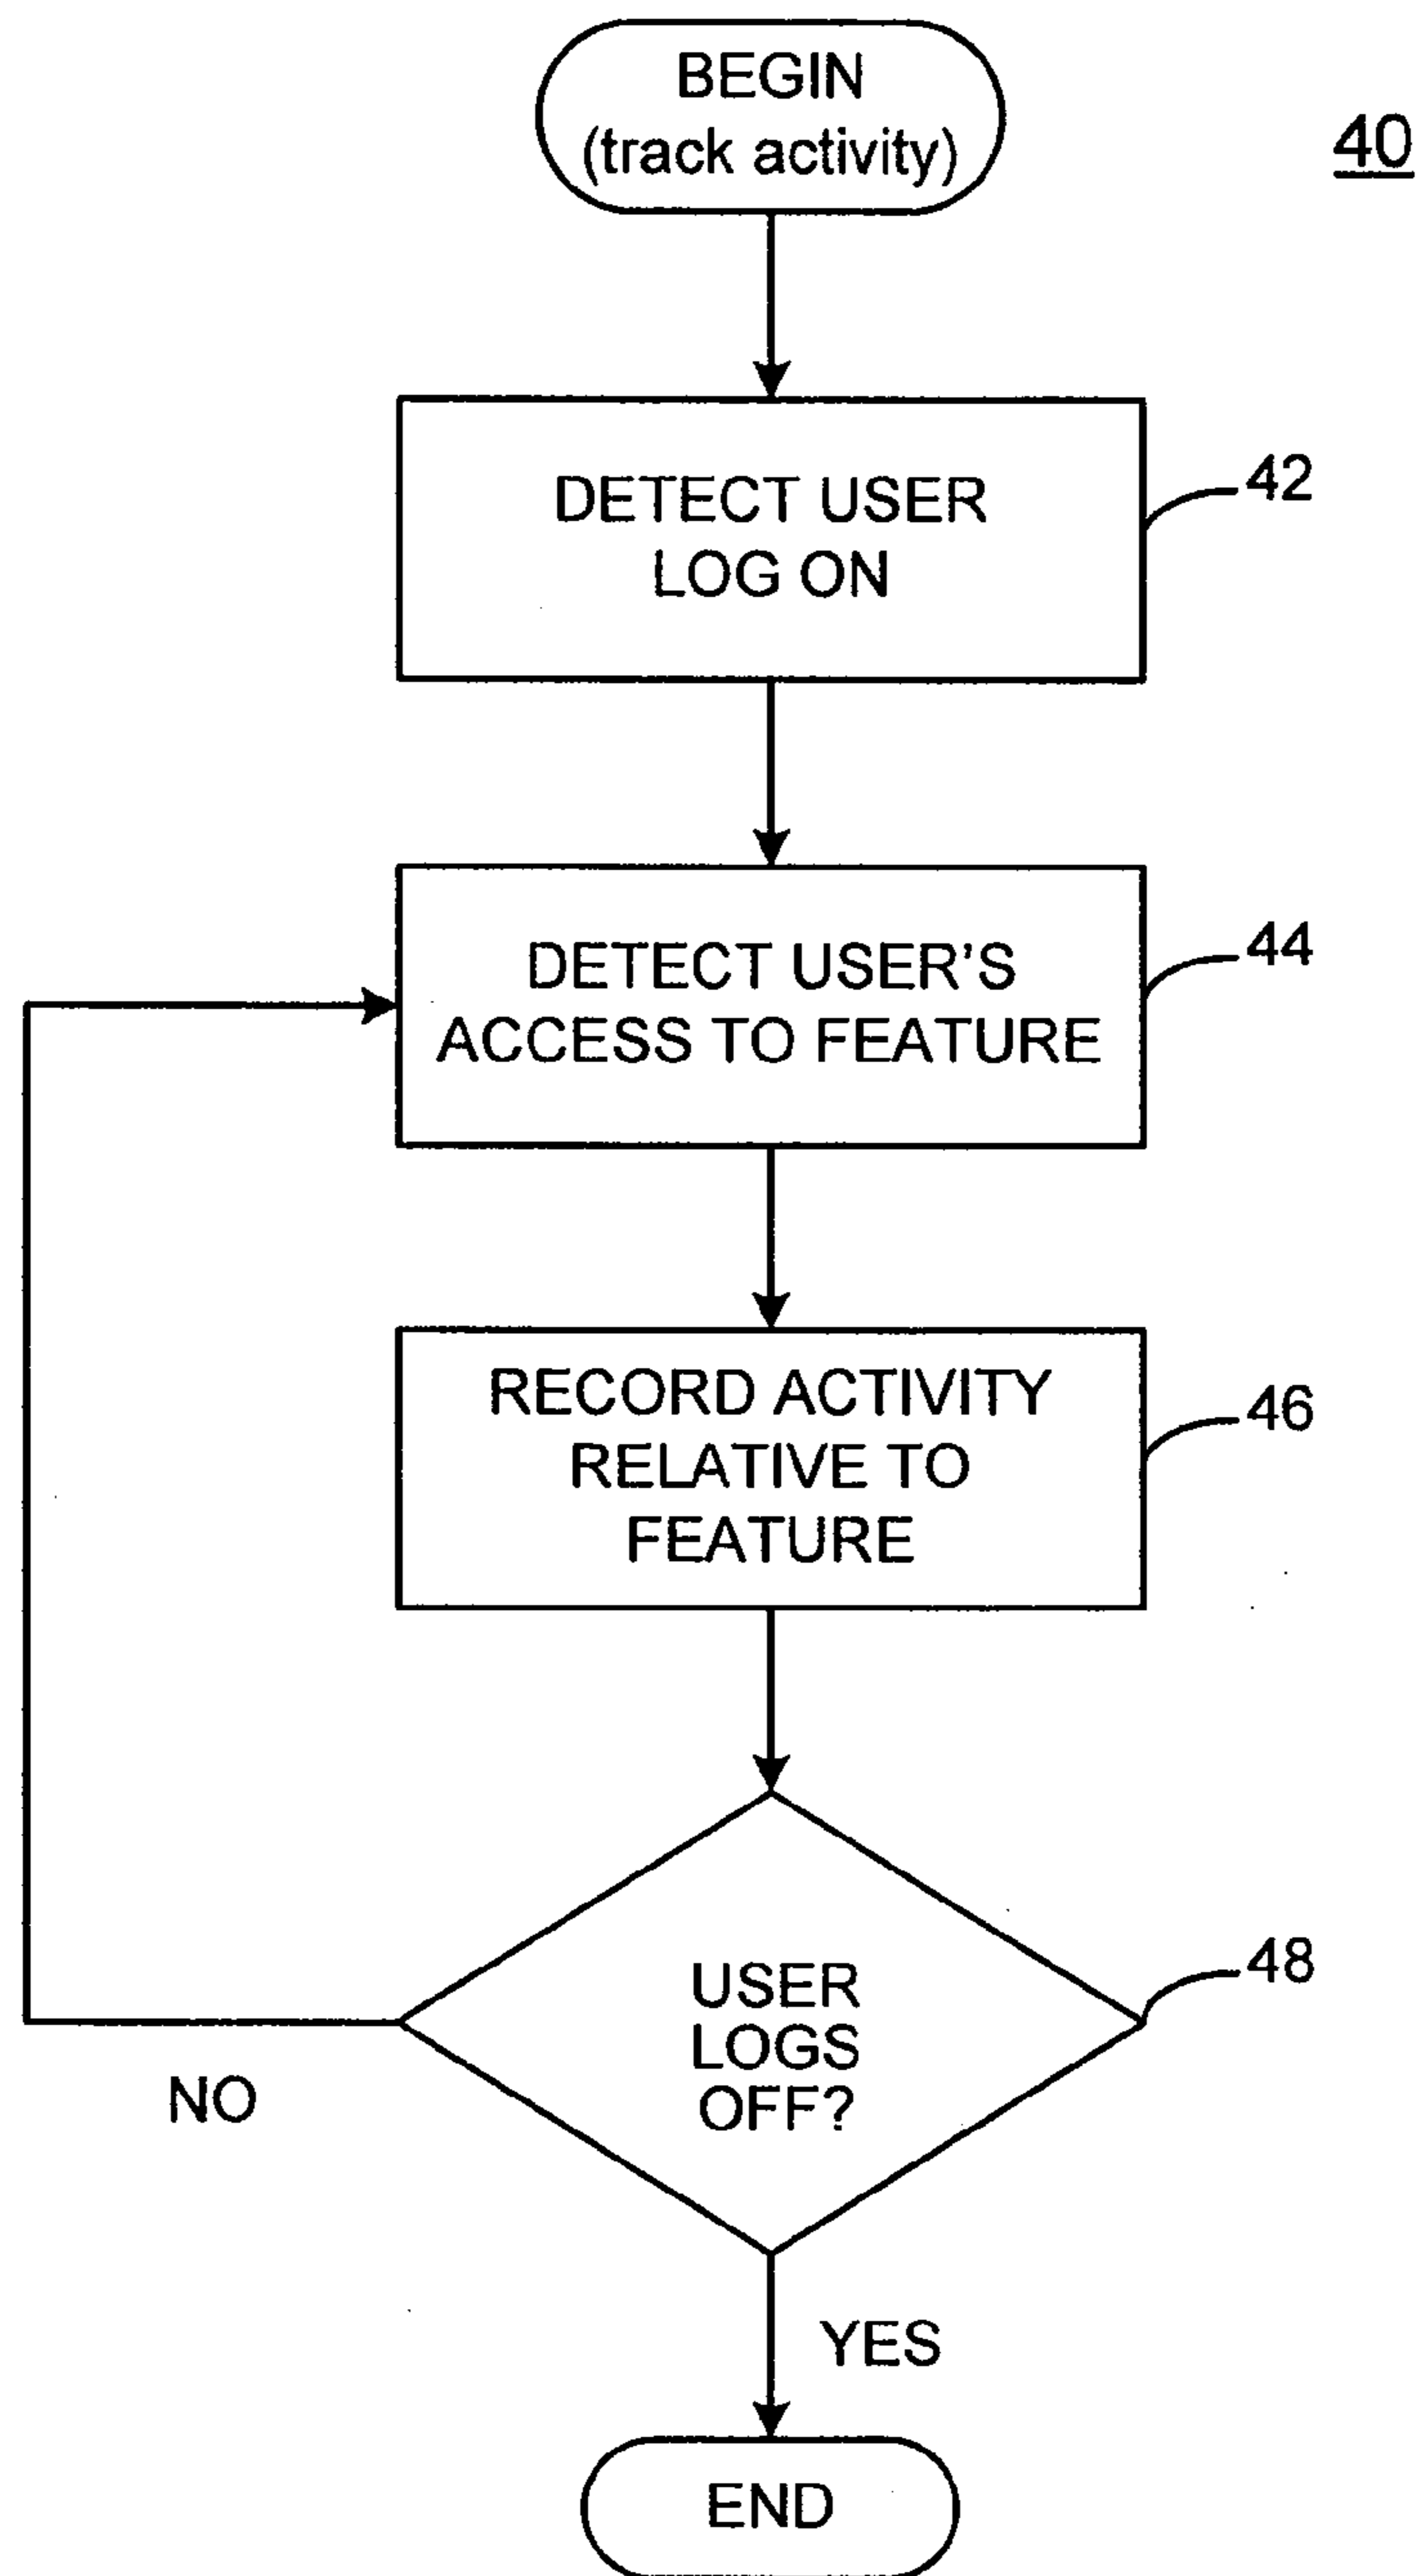 BEGIN
(track activity)
40
DETECT USER
LOG ON
42
DETECT USER'S
ACCESS TO FEATURE
44
RECORD ACTIVITY
RELATIVE TO
FEATURE
46
USER
LOGS
OFF?
48
NO
YES
END